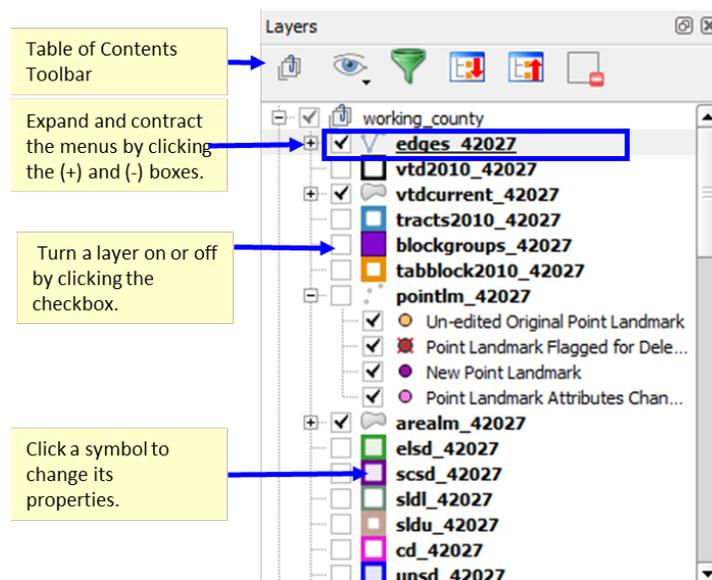 Layers
Table of Contents
Toolbar
Expand and contract
the menus by clicking
the (+) and (-) boxes.
Turn a layer on or off
by clicking the
checkbox.
Click a symbol to
change its
properties.
working_county
edges_42027
vtd2010_42027
vtdcurrent_42027
tracts2010_42027
blockgroups_42027
tabblock2010_42027
pointlm_42027
Un-edited Original Point Landmark
Point Landmark Flagged for Dele...
New Point Landmark
Point Landmark Attributes Chan...
arealm_42027
elsd_42027
scsd_42027
sldl_42027
sldu_42027
cd_42027
unsd_42027